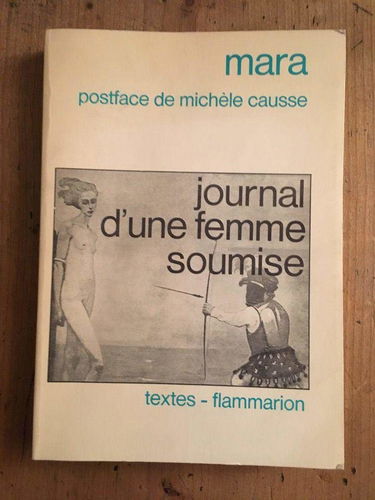 mara
postface de michèle causse
journal
d'une femme
soumise
textes - flammarion